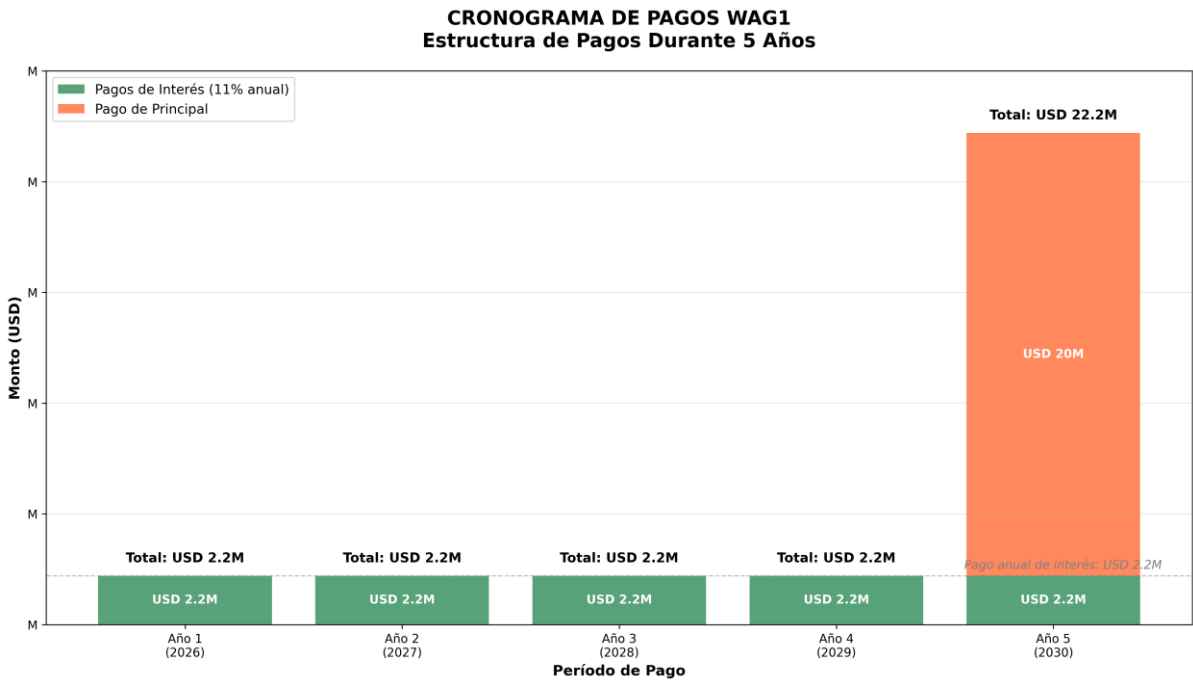 CRONOGRAMA DE PAGOS WAG1
Estructura de Pagos Durante 5 Años
Pagos de Interés (11% anual)
Pago de Principal
Total: USD 22.2M
M
M
M
M
M
M
Monto (USD)
USD 20M
Total: USD 2.2M
Total: USD 2.2M
Total: USD 2.2M
Total: USD 2.2M
Pago anual de interés: USD 2.2M
USD 2.2M
USD 2.2M
USD 2.2M
USD 2.2M
USD 2.2M
Año 1
(2026)
Año 2
(2027)
Año 3
(2028)
Año 4
(2029)
Año 5
(2030)
Período de Pago